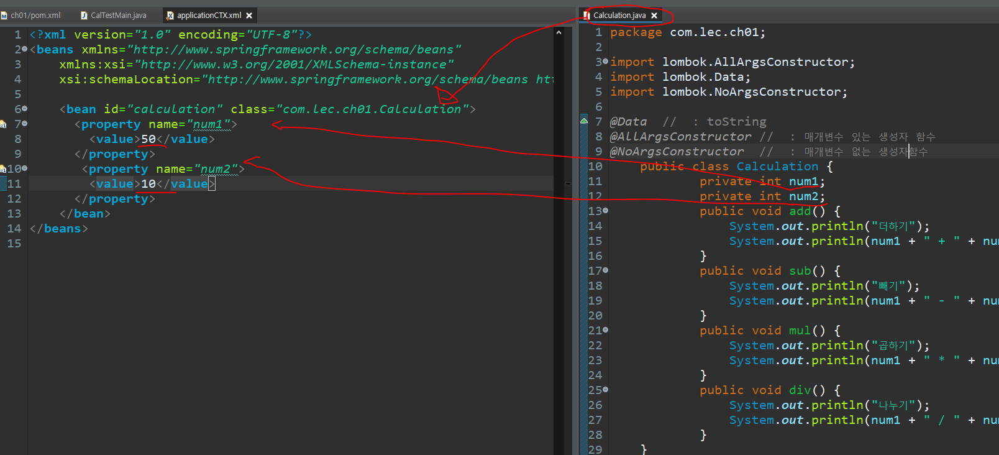 ch01/pom.xml
CalTestMain.java
applicationCTX.xml
1 <?xml version="1.0" encoding="UTF-8"?>
2 <beans xmlns="http://www.springframework.org/schema/beans"
3 xmlns:xsi="http://www.w3.org/2001/XMLSchema-instance"
4 xsi:schemaLocation="http://www.springframework.org/schema/beans
5
6 <bean id="calculation" class="com.lec.ch01.Calculation">
7 <property name="num1">
8 <value>50</value>
9 </property>
10 <property name="num2">
11 <value>10</value>
12 </property>
13 </bean>
14 </beans>
15
Calculation.java
1 package com.lec.ch01;
2
3 import lombok.AllArgsConstructor;
4 import lombok.Data;
5 import lombok.NoArgsConstructor;
6
7 @Data // : toString
8 @AllArgsConstructor // : 매개변수 있는 생성자 함수
9 @NoArgsConstructor // : 매개변수 없는 생성자함수
10 public class Calculation {
11 private int num1;
12 private int num2;
13 public void add() {
14 System.out.println("더하기");
15 System.out.println(num1 + " + " +
16 }
17 public void sub() {
18 System.out.println("빼기");
19 System.out.println(num1 + " - " +
20 }
21 public void mul() {
22 System.out.println("곱하기");
23 System.out.println(num1 + " * " +
24 }
25 public void div() {
26 System.out.println("나누기");
27 System.out.println(num1 + " / " +
28 }
29 }